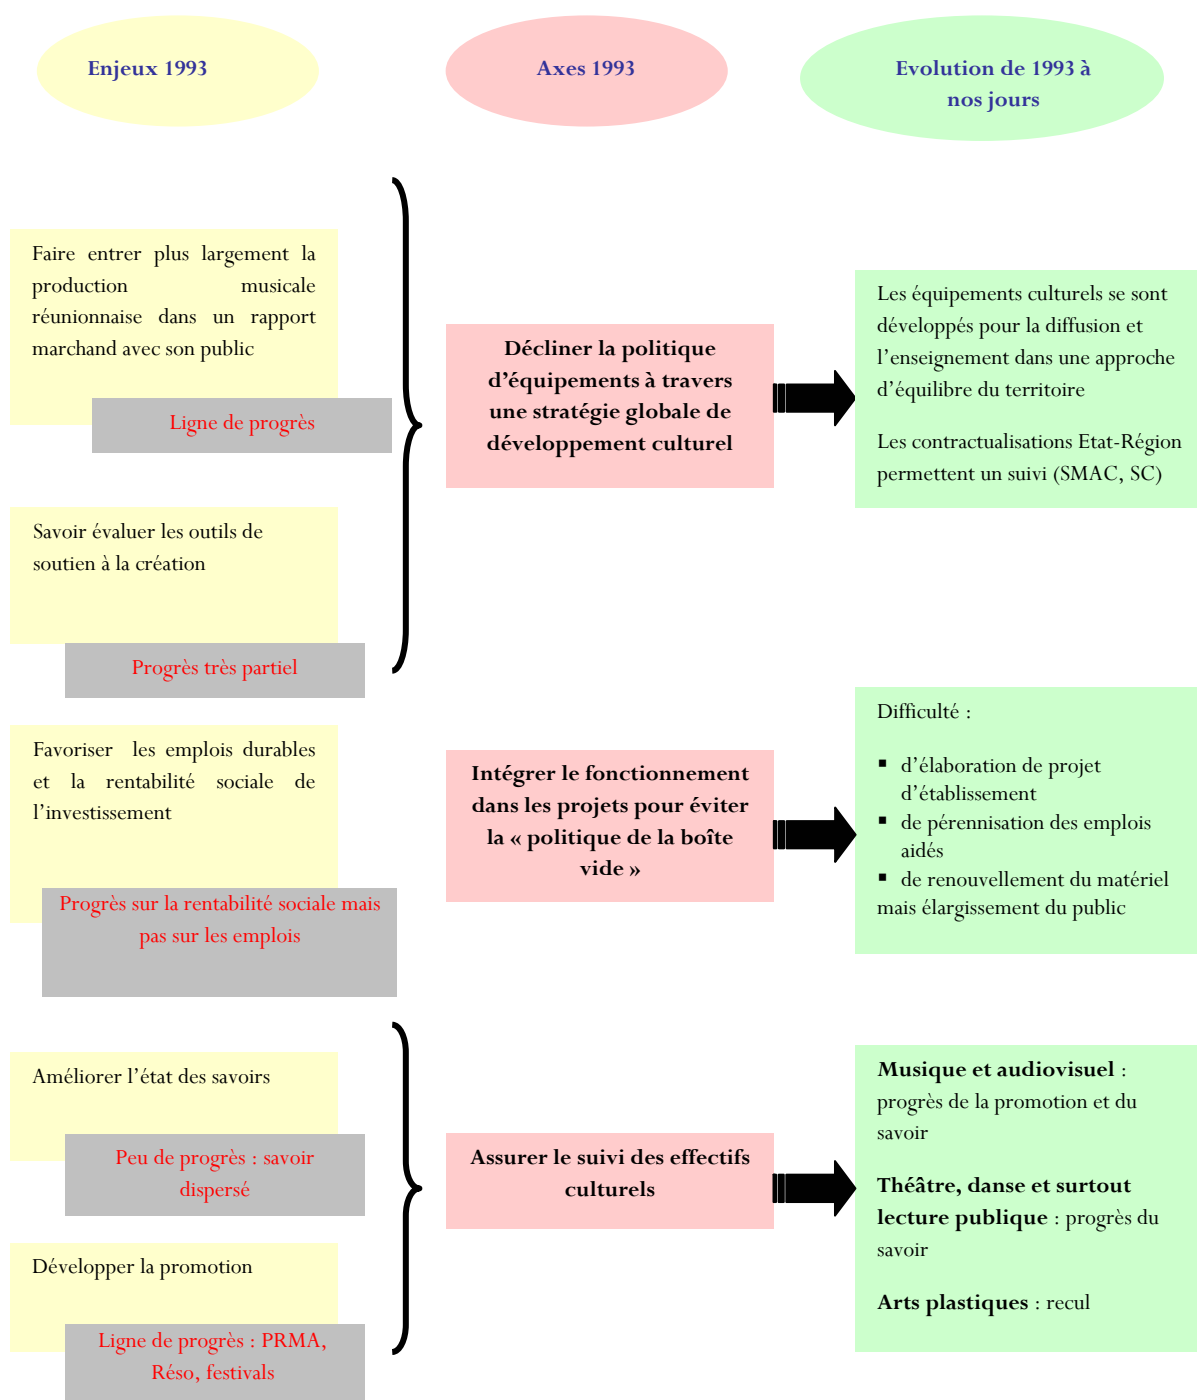 Enjeux 1993
Axes 1993
Evolution de 1993 à
nos jours
Faire entrer plus largement la
production musicale
réunionnaise dans un rapport
marchand avec son public
Ligne de progrès
Savoir évaluer les outils de
soutien à la création
Progrès très partiel
Décliner la politique
d’équipements à travers
une stratégie globale de
développement culturel
Les équipements culturels se sont
développés pour la diffusion et
l’enseignement dans une approche
d’équilibre du territoire
Les contractualisations Etat-Région
permettent un suivi (SMAC, SC)
Favoriser les emplois durables
et la rentabilité sociale de
l’investissement
Progrès sur la rentabilité sociale mais
pas sur les emplois
Intégrer le fonctionnement
dans les projets pour éviter
la « politique de la boîte
vide »
Difficulté :
▪ d’élaboration de projet
d’établissement
▪ de pérennisation des emplois
aidés
▪ de renouvellement du matériel
mais élargissement du public
Améliorer l’état des savoirs
Peu de progrès : savoir
dispersé
Développer la promotion
Ligne de progrès : PRMA,
Réso, festivals
Assurer le suivi des effectifs
culturels
Musique et audiovisuel :
progrès de la promotion et du
savoir
Théâtre, danse et surtout
lecture publique : progrès du
savoir
Arts plastiques : recul